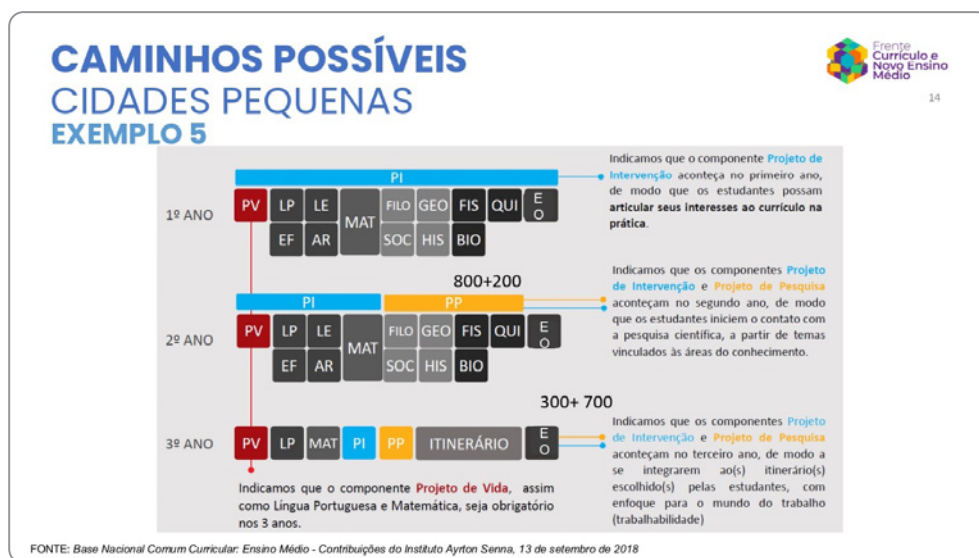 CAMINHOS POSSÍVEIS
CIDADES PEQUENAS
EXEMPLO 5
Frente
Currículo e
Novo Ensino
Médio
14
PI
1º ANO
PV LP LE MAT FILO GEO FIS QUI E O
EF AR SOC HIS BIO
Indicamos que o componente Projeto de
Intervenção aconteça no primeiro ano,
de modo que os estudantes possam
articular seus interesses ao currículo na
prática.
800+200
PI PP
2º ANO
PV LP LE MAT FILO GEO FIS QUI E O
EF AR SOC HIS BIO
Indicamos que os componentes Projeto
de Intervenção e Projeto de Pesquisa
aconteçam no segundo ano, de modo
que os estudantes iniciem o contato com
a pesquisa científica, a partir de temas
vinculados às áreas do conhecimento.
300+ 700
3º ANO
PV LP MAT PI PP ITINERÁRIO E O
Indicamos que os componentes Projeto
de Intervenção e Projeto de Pesquisa
aconteçam no terceiro ano, de modo a
se integrarem ao(s) itinerário(s)
escolhido(s) pelas estudantes, com
enfoque para o mundo do trabalho
(trabalhabilidade)
Indicamos que o componente Projeto de Vida, assim
como Língua Portuguesa e Matemática, seja obrigatório
nos 3 anos.
FONTE: Base Nacional Comum Curricular: Ensino Médio - Contribuições do Instituto Ayrton Senna, 13 de setembro de 2018